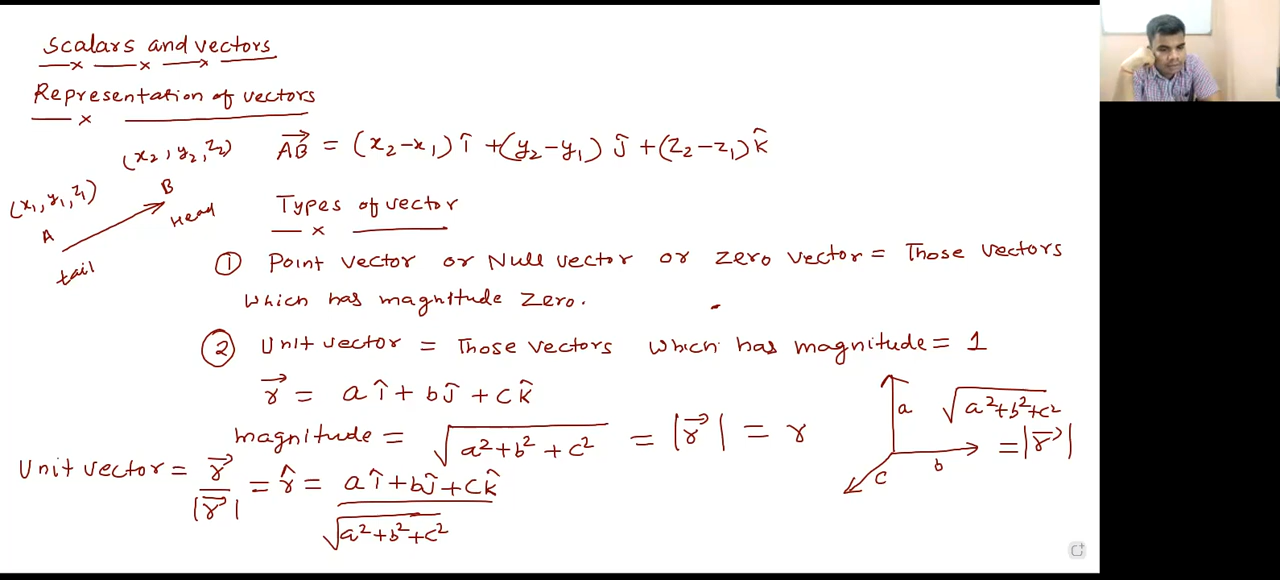 Scalars and vectors
Representation of vectors
(x₂, y₂, z₂)
AB⃗ = (x₂-x₁) î + (y₂-y₁) ĵ + (z₂-z₁) k̂
(x₁, y₁, z₁)
B
A
Head
tail
Types of vector
① Point vector or Null vector or zero vector = Those vectors
which has magnitude zero.
② Unit vector = Those vectors which has magnitude = 1
r⃗ = a î + b ĵ + c k̂
magnitude = √(a²+b²+c²) = |r⃗| = r
Unit vector = r⃗/|r⃗| = r̂ = (a î + b ĵ + c k̂)/√(a²+b²+c²)
a
b
c
√(a²+b²+c²)
= |r⃗|